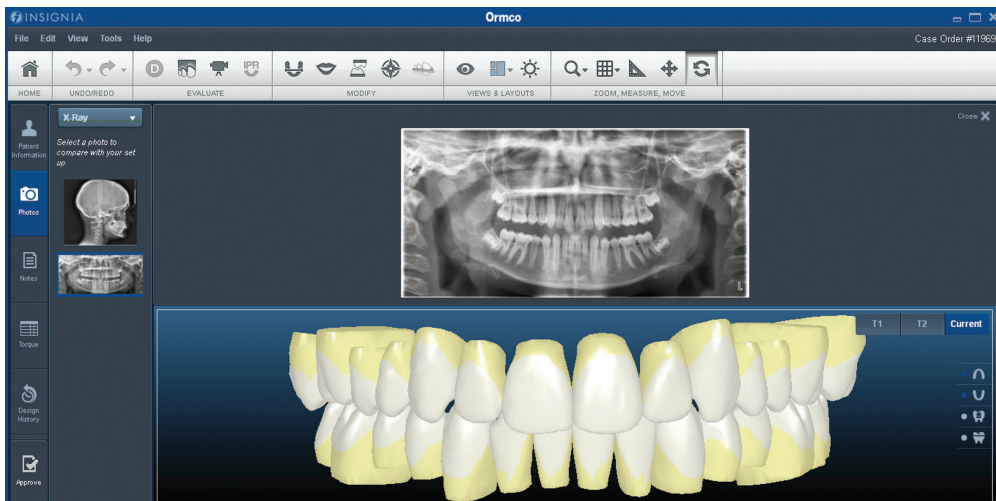 INSIGNIA
Ormco
File Edit View Tools Help
Case Order #11969
D
IPR
HOME
UNDO/REDO
EVALUATE
MODIFY
VIEWS & LAYOUTS
ZOOM, MEASURE, MOVE
Patient
Information
Photos
Notes
Torque
Design
History
Approve
X-Ray
Select a photo to
compare with your set
up
Close X
L
T1
T2
Current